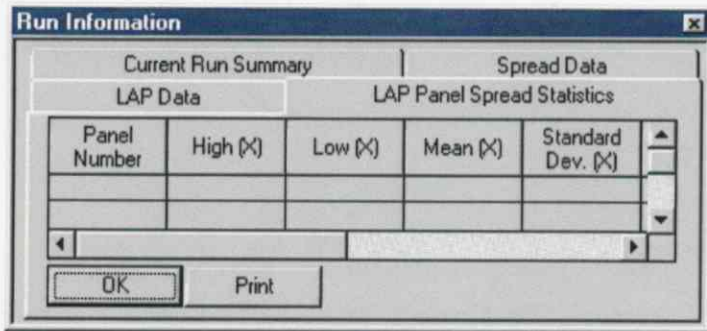 Run Information
Current Run Summary Spread Data
LAP Data LAP Panel Spread Statistics
Panel Number High (X) Low (X) Mean (X) Standard Dev. (X)
OK Print